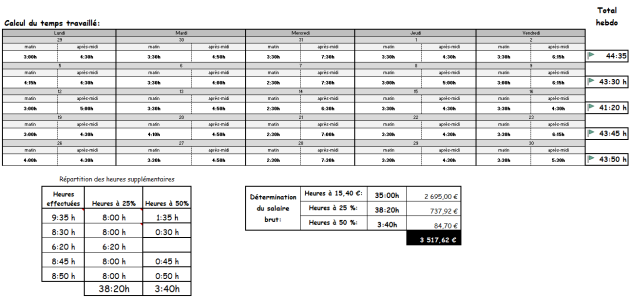 Total
hebdo
Calcul du temps travaillé:
Lundi Mardi Mercredi Jeudi Vendredi
29 30 31 1 2
matin après-midi matin après-midi matin après-midi matin après-midi matin après-midi
3:00h 4:30h 3:30h 4:50h 3:30h 7:30h 3:30h 4:30h 3:30h 6:15h 44:35
5 6 7 8 9
matin après-midi matin après-midi matin après-midi matin après-midi matin après-midi
4:15h 4:30h 3:30h 4:50h 43:30 h
12 13 14 15 16
matin après-midi matin après-midi matin après-midi matin après-midi matin après-midi
3:00h 5:00h 3:30h 4:50h 2:30h 6:30h 3:30h 4:30h 3:30h 4:30h 41:20 h
19 20 21 22 23
matin après-midi matin après-midi matin après-midi matin après-midi matin après-midi
3:00h 4:30h 4:10h 4:50h 2:30h 7:00h 3:30h 4:30h 3:30h 6:15h 43:45 h
26 27 28 29 30
matin après-midi matin après-midi matin après-midi matin après-midi matin après-midi
4:00h 4:30h 3:30h 4:50h 2:30h 7:30h 3:30h 4:30h 3:30h 5:30h 43:50 h
Répartition des heures supplémentaires
Heures effectuées Heures à 25% Heures à 50%
9:35 h 8:00 h 1:35 h
8:30 h 8:00 h 0:30 h
6:20 h 6:20 h
8:45 h 8:00 h 0:45 h
8:50 h 8:00 h 0:50 h
38:20h 3:40h
Détermination du salaire brut:
Heures à 15,40 €: 35:00h 2 695,00 €
Heures à 25 %: 38:20h 737,92 €
Heures à 50 %: 3:40h 84,70 €
3 517,62 €